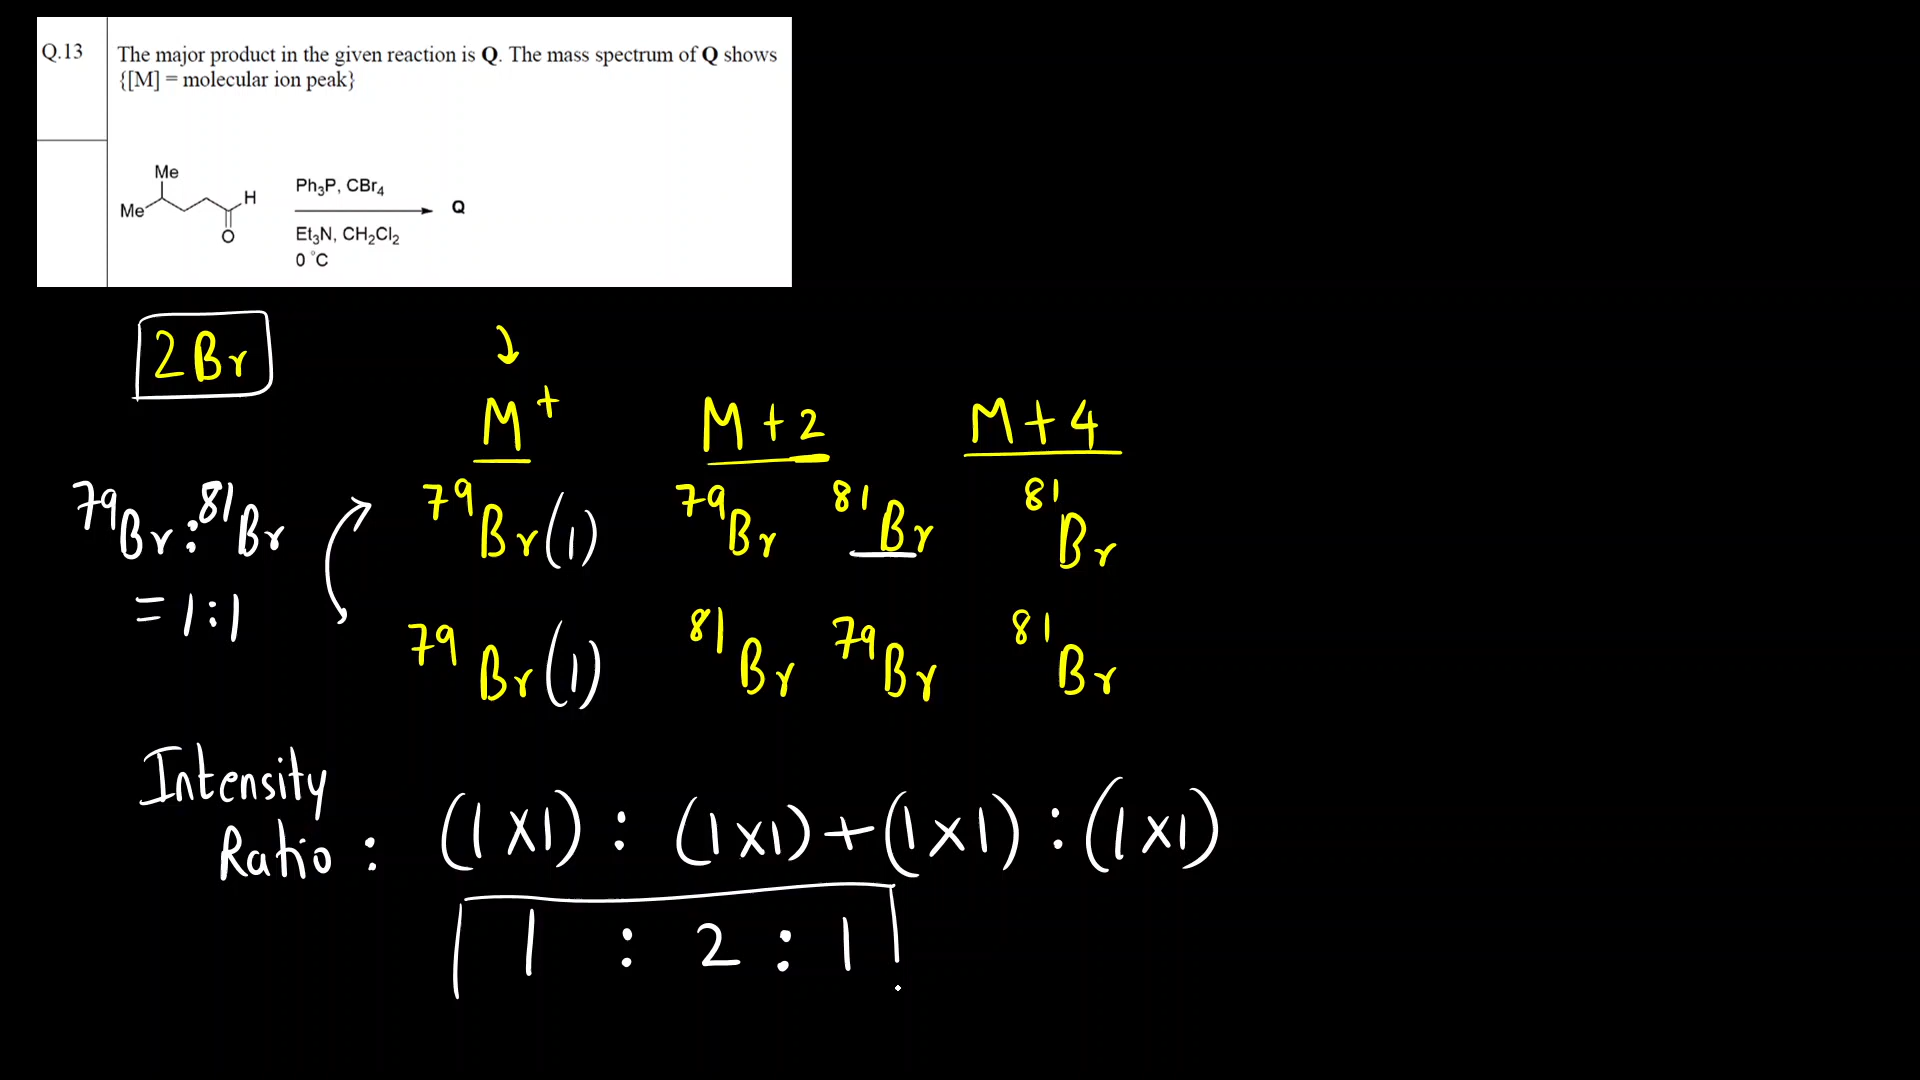 Q.13 The major product in the given reaction is Q. The mass spectrum of Q shows
{[M] = molecular ion peak}
Me
Me H
O
Ph₃P, CBr₄
Q
Et₃N, CH₂Cl₂
0 °C
2Br
M⁺ M+2 M+4
⁷⁹Br:⁸¹Br ⁷⁹Br(1) ⁷⁹Br ⁸¹Br ⁸¹Br
= 1:1 ⁷⁹Br(1) ⁸¹Br ⁷⁹Br ⁸¹Br
Intensity
Ratio : (1X1) : (1x1)+(1x1) : (1x1)
1 : 2 : 1